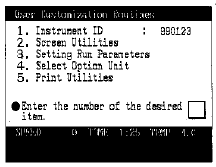 User Customization Routines
1. Instrument ID : 990123
2. Screen Utilities
3. Setting Run Parameters
4. Select Option Unit
5. Print Utilities
●Enter the number of the desired
item.
SPEED 0 TIME 1:25 TEMP 4.0